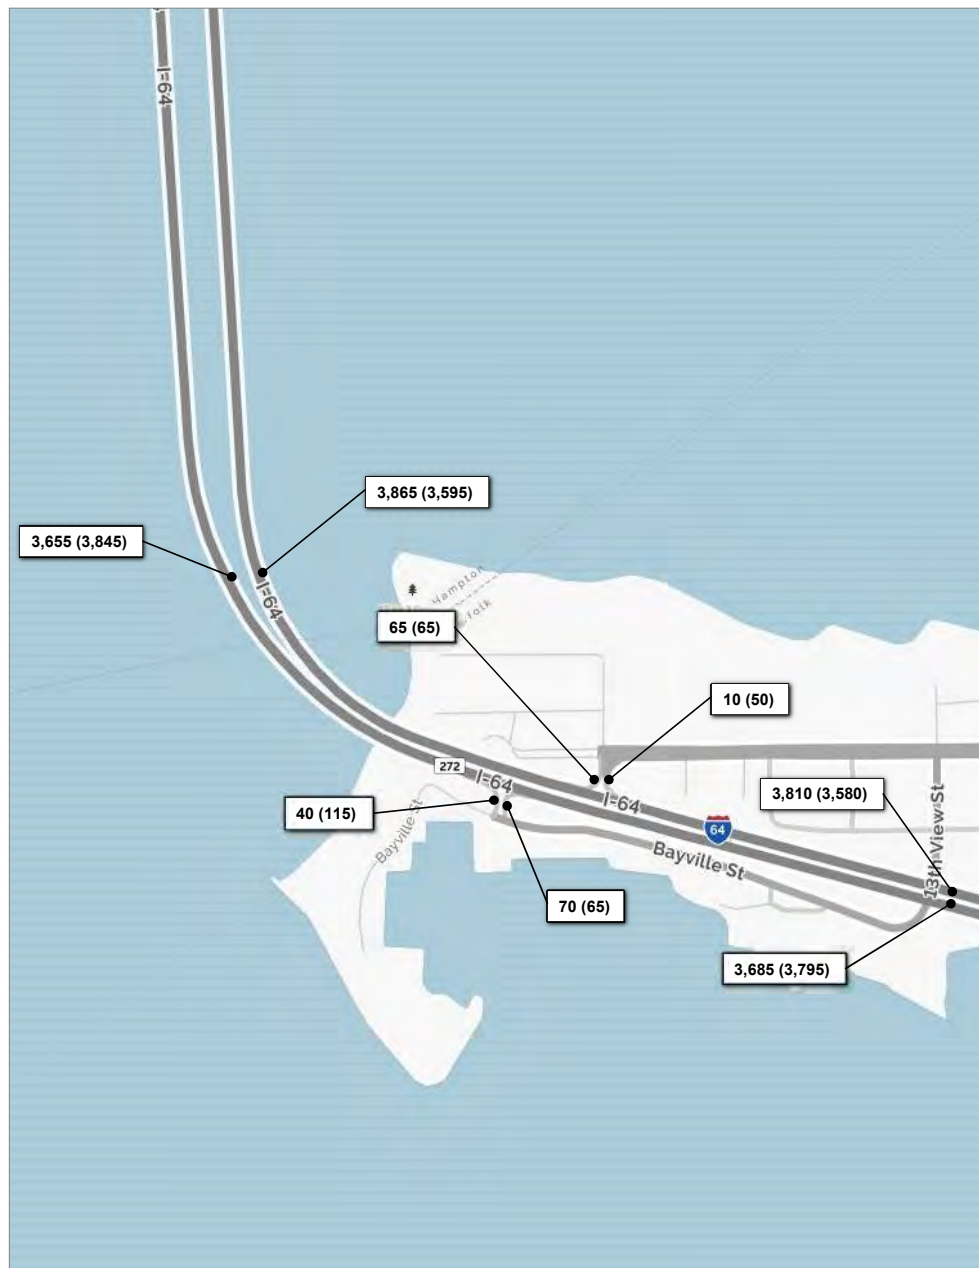 I-64
3,865 (3,595)
3,655 (3,845)
I-64
Hampton
folk
65 (65)
10 (50)
272
I-64
I-64
3,810 (3,580)
40 (115)
64
Bayville St
Bayville St
13th View St
70 (65)
3,685 (3,795)